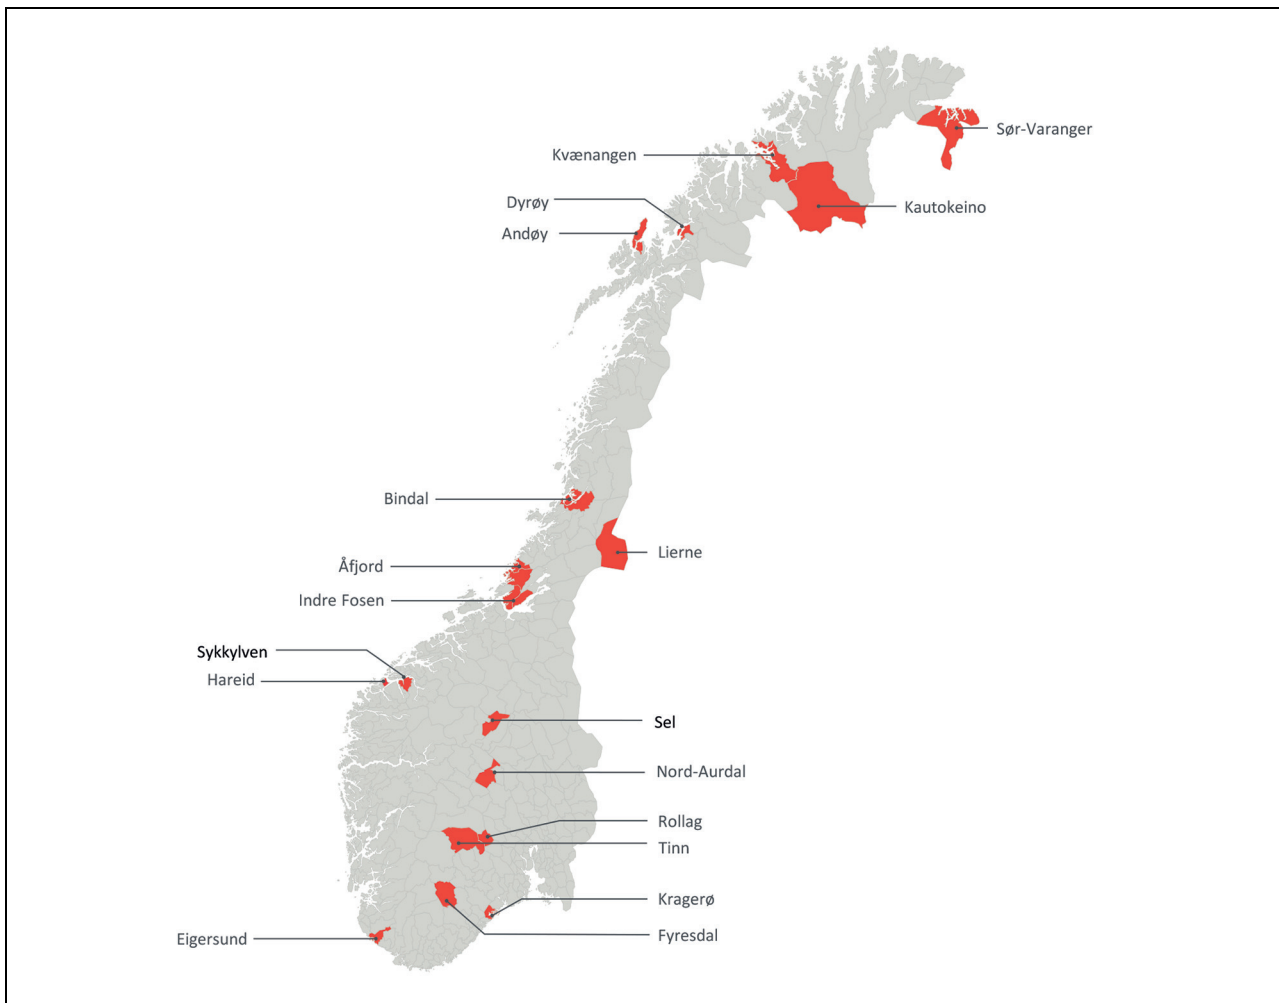 Sør-Varanger
Kvænangen
Dyrøy
Kautokeino
Andøy
Bindal
Lierne
Åfjord
Indre Fosen
Sykkylven
Hareid
Sel
Nord-Aurdal
Rollag
Tinn
Kragerø
Fyresdal
Eigersund